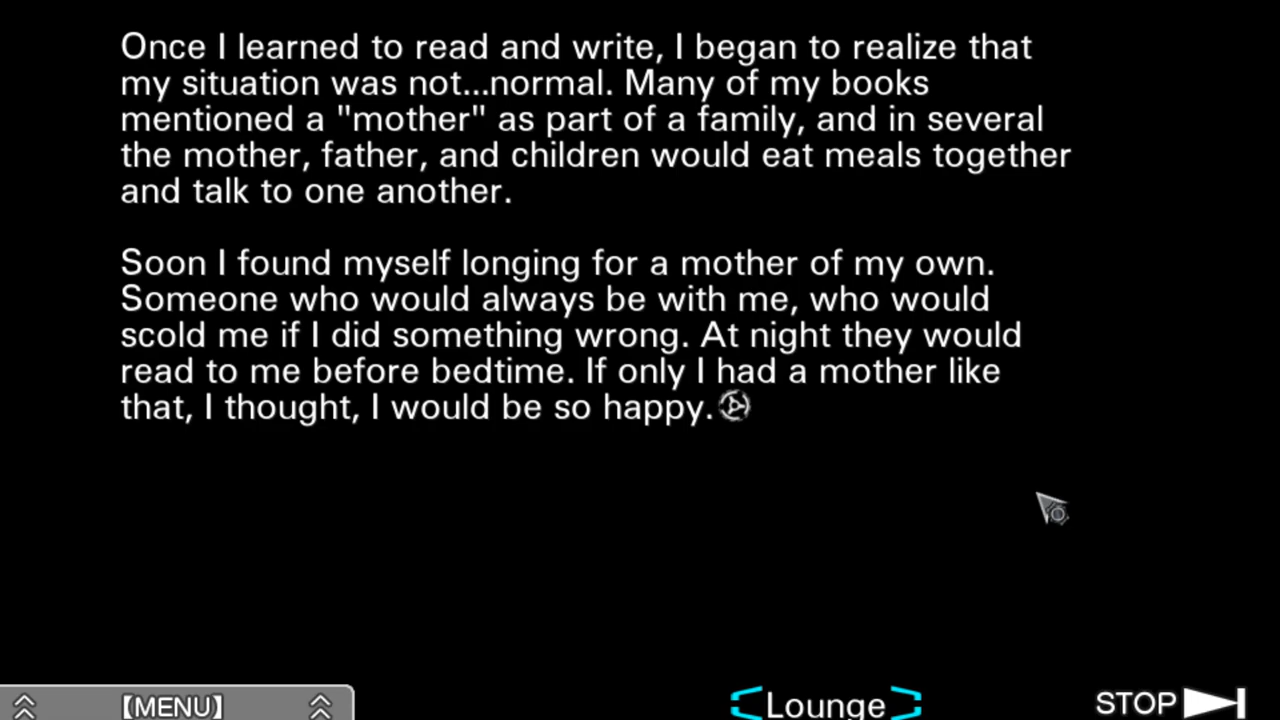 Once I learned to read and write, I began to realize that
my situation was not...normal. Many of my books
mentioned a "mother" as part of a family, and in several
the mother, father, and children would eat meals together
and talk to one another.
Soon I found myself longing for a mother of my own.
Someone who would always be with me, who would
scold me if I did something wrong. At night they would
read to me before bedtime. If only I had a mother like
that, I thought, I would be so happy.
【MENU】
Lounge
STOP